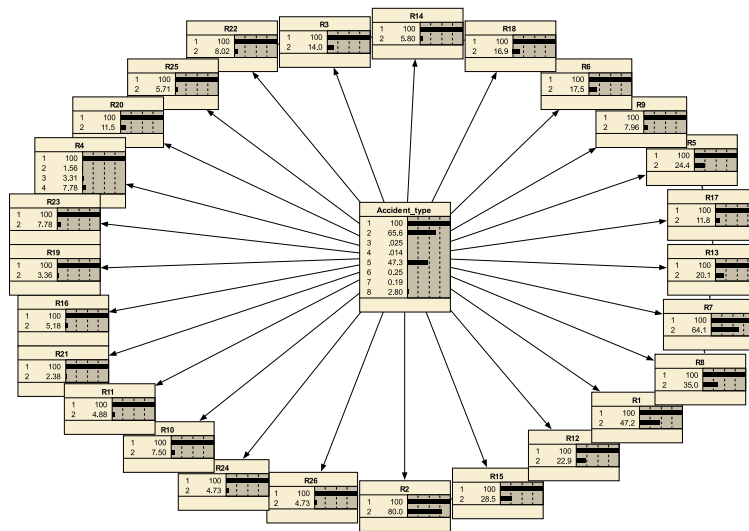 R14
1 100
2 5.80
R3
1 100
2 14.0
R22
1 100
2 8.02
R18
1 100
2 16.9
R25
1 100
2 5.71
R6
1 100
2 17.5
R20
1 100
2 11.5
R9
1 100
2 7.96
R4
1 100
2 1.56
3 3.31
4 7.78
R5
1 100
2 24.4
R23
1 100
2 7.78
R17
1 100
2 11.8
Accident_type
1 100
2 65.6
3 .025
4 .014
5 47.3
6 0.25
7 0.19
8 2.80
R19
1 100
2 3.36
R13
1 100
2 20.1
R16
1 100
2 5.18
R7
1 100
2 64.1
R21
1 100
2 2.38
R8
1 100
2 35.0
R11
1 100
2 4.88
R1
1 100
2 47.2
R10
1 100
2 7.50
R12
1 100
2 22.9
R24
1 100
2 4.73
R26
1 100
2 4.73
R2
1 100
2 80.0
R15
1 100
2 28.5